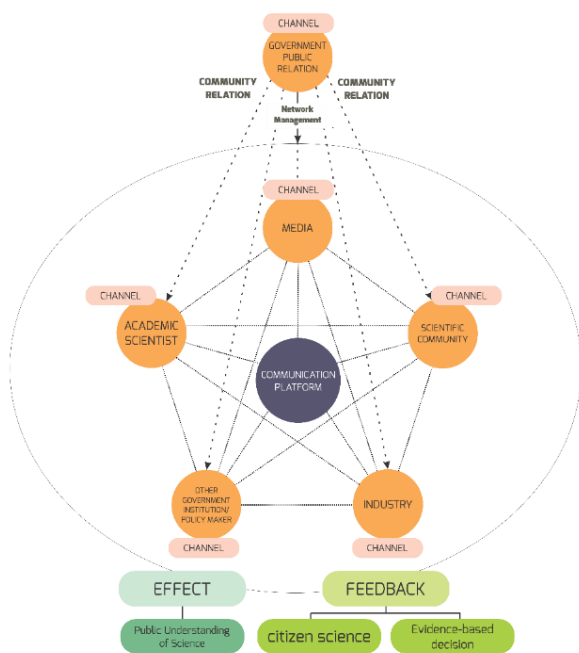 CHANNEL
GOVERNMENT
PUBLIC
RELATION
COMMUNITY
RELATION
COMMUNITY
RELATION
Network
Management
CHANNEL
MEDIA
CHANNEL
ACADEMIC
SCIENTIST
CHANNEL
SCIENTIFIC
COMMUNITY
COMMUNICATION
PLATFORM
OTHER
GOVERNMENT
INSTITUTION/
POLICY MAKER
CHANNEL
INDUSTRY
CHANNEL
EFFECT
FEEDBACK
Public Understanding
of Science
citizen science
Evidence-based
decision